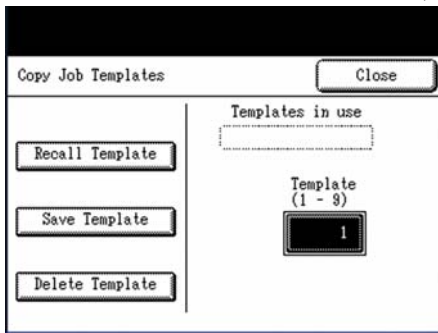 Copy Job Templates
Close
Templates in use
Recall Template
Template
(1 - 9)
1
Save Template
Delete Template